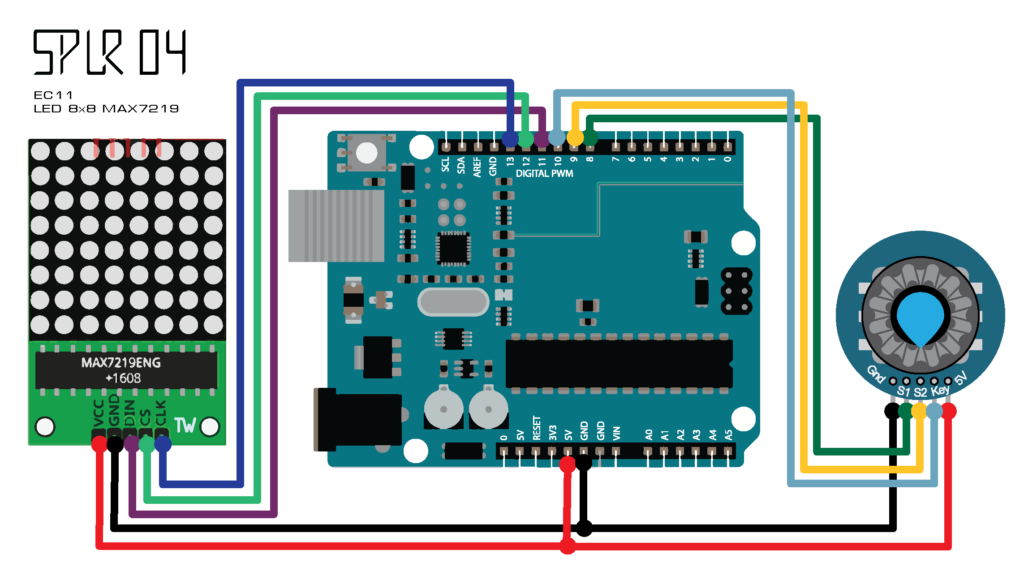 SPLR 04
EC11
LED 8x8 MAX7219
SCL
SDA
AREF
GND
13
12
11
10
9
8
7
6
5
4
3
2
1
0
DIGITAL PWM
MAX7219ENG
+1608
VCC
GND
DIN
CS
CLK
TW
0
5V
RESET
3V3
5V
GND
GND
VIN
A0
A1
A2
A3
A4
A5
Gnd
S1
S2
Key
5V